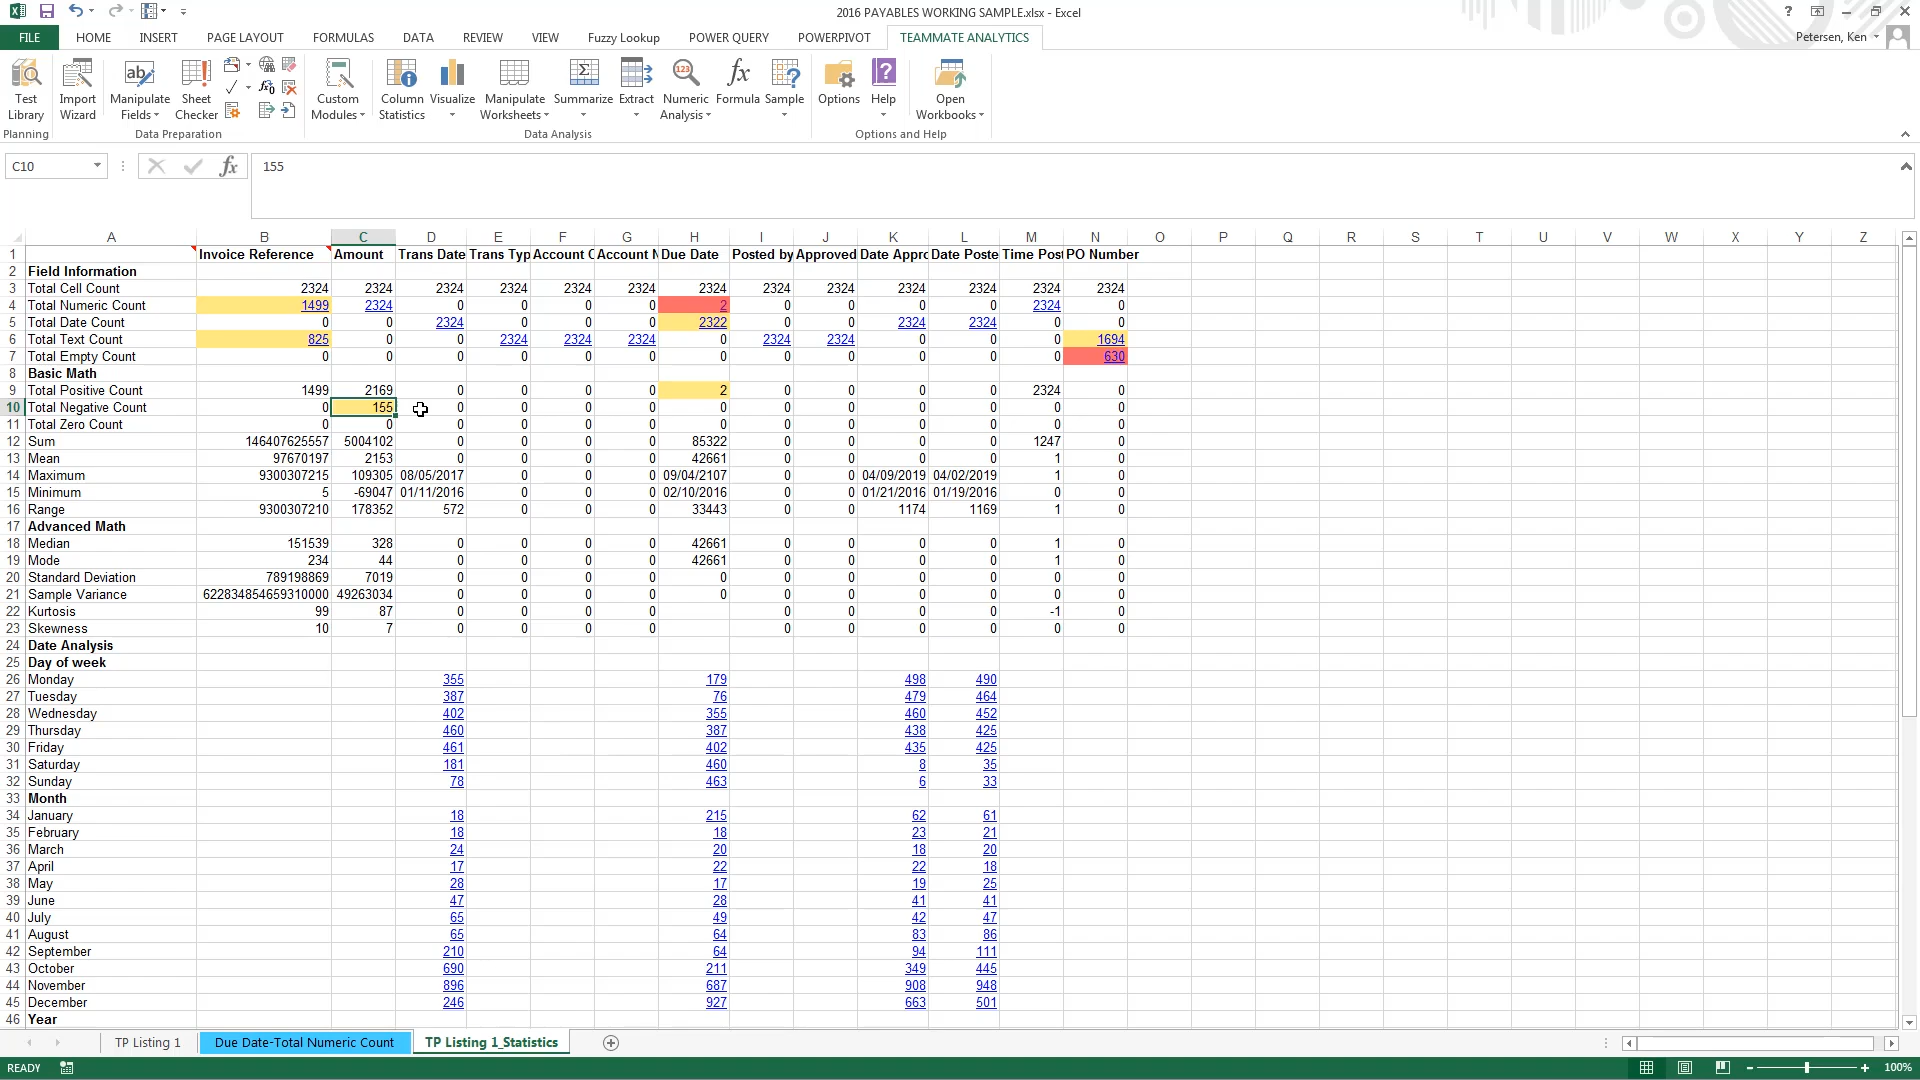 2016 PAYABLES WORKING SAMPLE.xlsx - Excel
FILE HOME INSERT PAGE LAYOUT FORMULAS DATA REVIEW VIEW Fuzzy Lookup POWER QUERY POWERPIVOT TEAMMATE ANALYTICS Petersen, Ken
Test Library
Import Wizard
Manipulate Fields
Sheet Checker
Custom Modules
Column Statistics
Visualize
Manipulate Worksheets
Summarize
Extract
Numeric Analysis
Formula
Sample
Options
Help
Open Workbooks
Planning Data Preparation Data Analysis Options and Help
C10 fx 155
A B C D E F G H I J K L M N O P Q R S T U V W X Y Z
1 Invoice Reference Amount Trans Date Trans Typ Account C Account N Due Date Posted by Approved Date Appro Date Poste Time Post PO Number
2 Field Information
3 Total Cell Count 2324 2324 2324 2324 2324 2324 2324 2324 2324 2324 2324 2324 2324
4 Total Numeric Count 1499 2324 0 0 0 0 2 0 0 0 0 2324 0
5 Total Date Count 0 0 2324 0 0 0 2322 0 0 2324 2324 0 0
6 Total Text Count 825 0 0 2324 2324 2324 0 2324 2324 0 0 0 1694
7 Total Empty Count 0 0 0 0 0 0 0 0 0 0 0 0 630
8 Basic Math
9 Total Positive Count 1499 2169 0 0 0 0 2 0 0 0 0 2324 0
10 Total Negative Count 0 155 0 0 0 0 0 0 0 0 0 0 0
11 Total Zero Count 0 0 0 0 0 0 0 0 0 0 0 0 0
12 Sum 146407625557 5004102 0 0 0 0 85322 0 0 0 0 1247 0
13 Mean 97670197 2153 0 0 0 0 42661 0 0 0 0 1 0
14 Maximum 9300307215 109305 08/05/2017 0 0 0 09/04/2107 0 0 04/09/2019 04/02/2019 1 0
15 Minimum 5 -69047 01/11/2016 0 0 0 02/10/2016 0 0 01/21/2016 01/19/2016 0 0
16 Range 9300307210 178352 572 0 0 0 33443 0 0 1174 1169 1 0
17 Advanced Math
18 Median 151539 328 0 0 0 0 42661 0 0 0 0 1 0
19 Mode 234 44 0 0 0 0 42661 0 0 0 0 1 0
20 Standard Deviation 789198869 7019 0 0 0 0 0 0 0 0 0 0 0
21 Sample Variance 622834854659310000 49263034 0 0 0 0 0 0 0 0 0 0 0
22 Kurtosis 99 87 0 0 0 0 0 0 0 0 -1 0
23 Skewness 10 7 0 0 0 0 0 0 0 0 0 0
24 Date Analysis
25 Day of week
26 Monday 355 179 498 490
27 Tuesday 387 76 479 464
28 Wednesday 402 355 460 452
29 Thursday 460 387 438 425
30 Friday 461 402 435 425
31 Saturday 181 460 8 35
32 Sunday 78 463 6 33
33 Month
34 January 18 215 62 61
35 February 18 18 23 21
36 March 24 20 18 20
37 April 17 22 22 18
38 May 28 17 19 25
39 June 47 28 41 41
40 July 65 49 42 47
41 August 65 64 83 86
42 September 210 64 94 111
43 October 690 211 349 445
44 November 896 687 908 948
45 December 246 927 663 501
46 Year
TP Listing 1 Due Date-Total Numeric Count TP Listing 1_Statistics
READY 100%